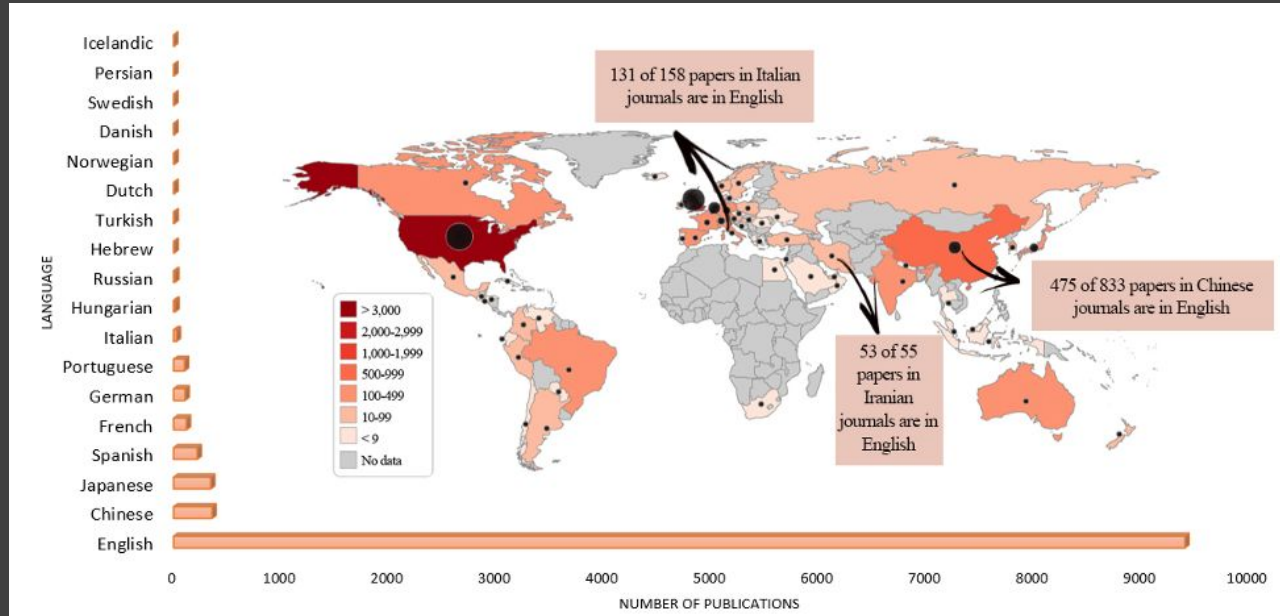 Icelandic
Persian
Swedish
Danish
Norwegian
Dutch
Turkish
Hebrew
Russian
Hungarian
Italian
Portuguese
German
French
Spanish
Japanese
Chinese
English
LANGUAGE
0 1000 2000 3000 4000 5000 6000 7000 8000 9000 10000
NUMBER OF PUBLICATIONS
> 3,000
2,000-2,999
1,000-1,999
500-999
100-499
10-99
< 9
No data
131 of 158 papers in Italian
journals are in English
475 of 833 papers in Chinese
journals are in English
53 of 55
papers in
Iranian
journals are in
English